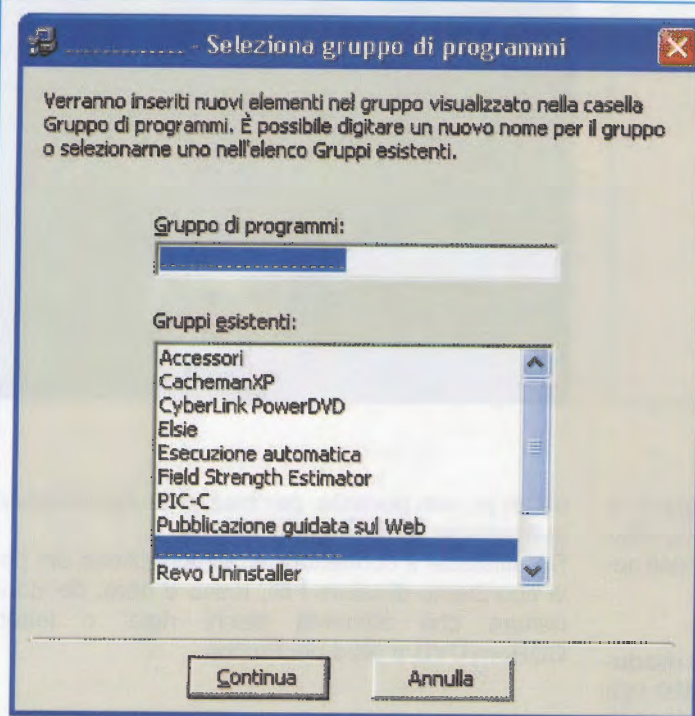 ............. - Seleziona gruppo di programmi
Verranno inseriti nuovi elementi nel gruppo visualizzato nella casella
Gruppo di programmi. È possibile digitare un nuovo nome per il gruppo
o selezionarne uno nell'elenco Gruppi esistenti.
Gruppo di programmi:
Gruppi esistenti:
Accessori
CachemanXP
CyberLink PowerDVD
Elsie
Esecuzione automatica
Field Strength Estimator
PIC-C
Pubblicazione guidata sul Web
Revo Uninstaller
Continua
Annulla